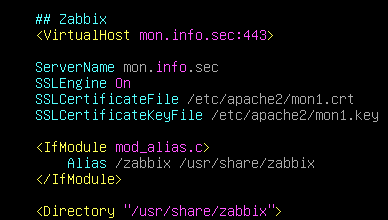 ## Zabbix
<VirtualHost mon.info.sec:443>
ServerName mon.info.sec
SSLEngine On
SSLCertificateFile /etc/apache2/mon1.crt
SSLCertificateKeyFile /etc/apache2/mon1.key
<IfModule mod_alias.c>
Alias /zabbix /usr/share/zabbix
</IfModule>
<Directory "/usr/share/zabbix">